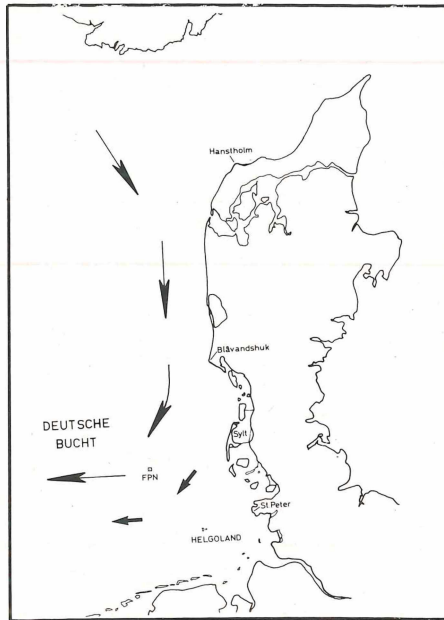 Hanstholm
Blåvandshuk
DEUTSCHE
BUCHT
Sylt
FPN
St.Peter
HELGOLAND